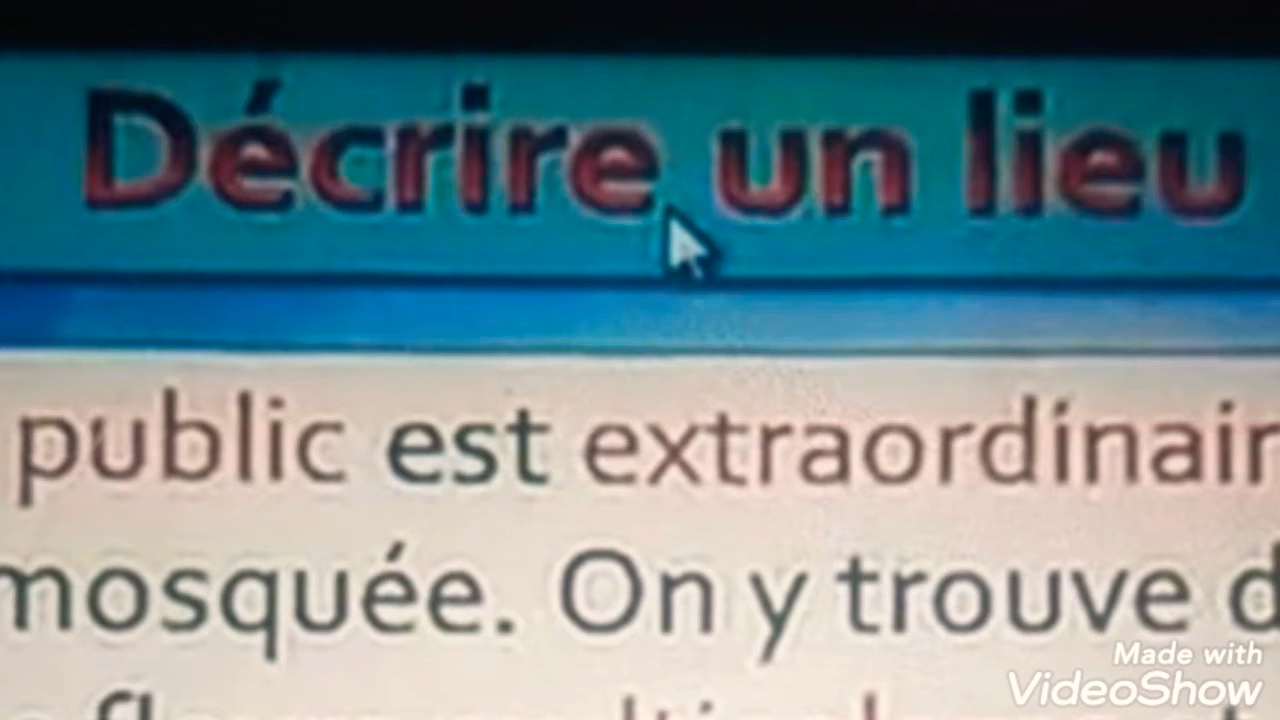 Décrire un lieu
public est extraordinair
mosquée. On y trouve d
Made with
VideoShow